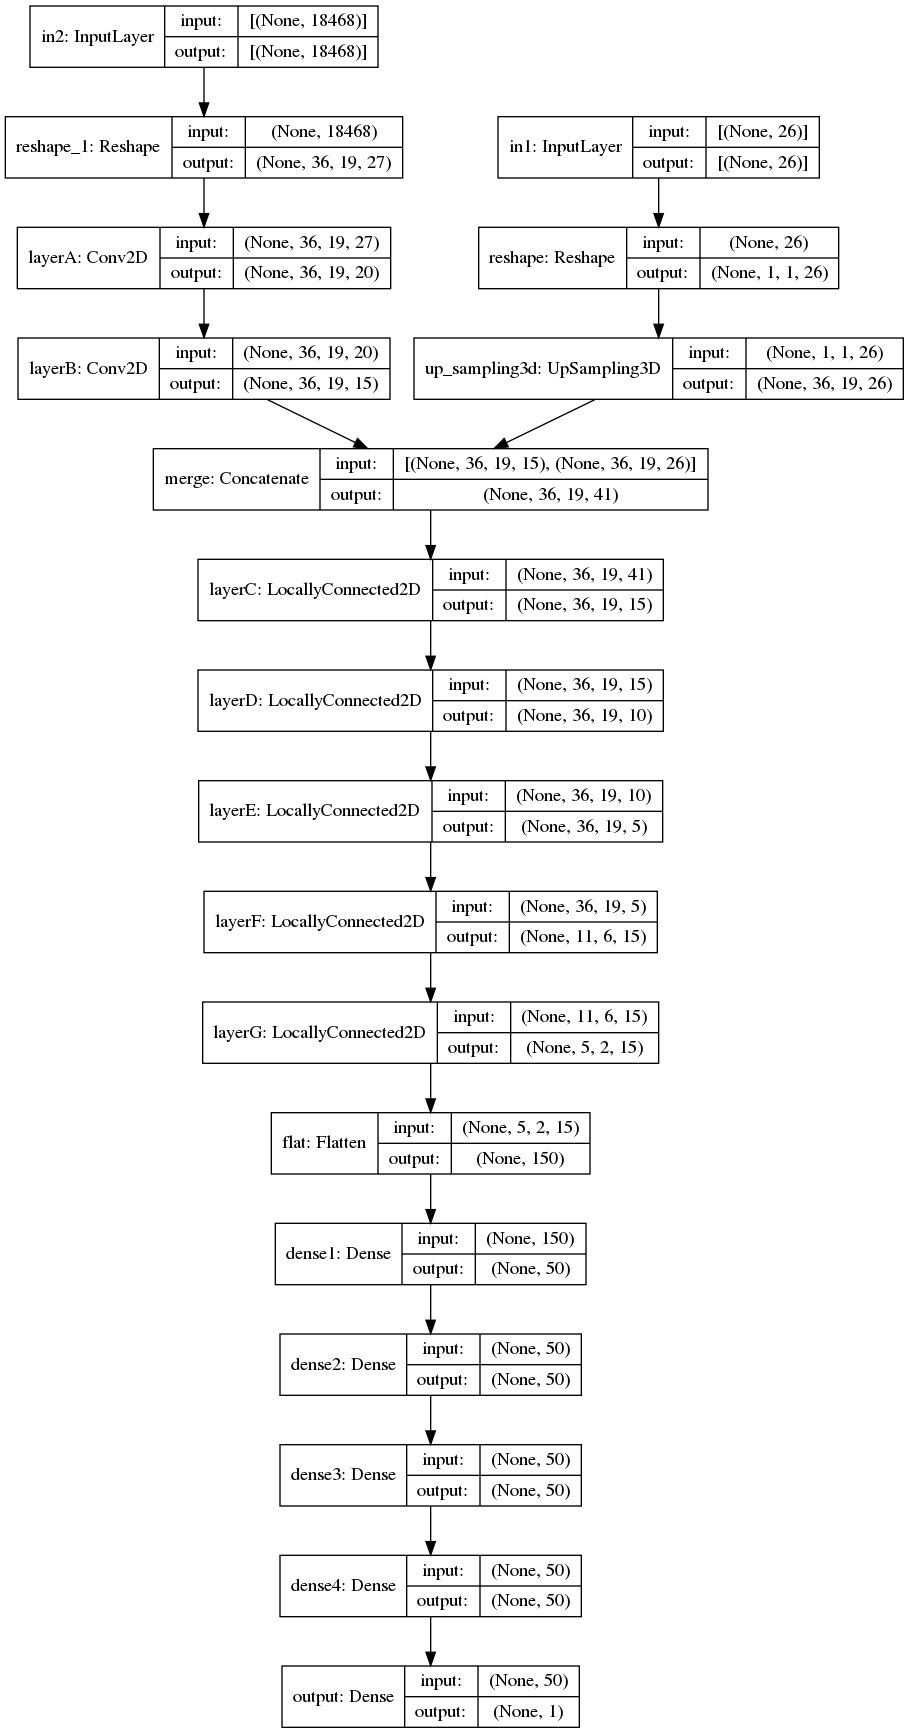 in2: InputLayer
input: [(None, 18468)]
output: [(None, 18468)]
reshape_1: Reshape
input: (None, 18468)
output: (None, 36, 19, 27)
in1: InputLayer
input: [(None, 26)]
output: [(None, 26)]
layerA: Conv2D
input: (None, 36, 19, 27)
output: (None, 36, 19, 20)
reshape: Reshape
input: (None, 26)
output: (None, 1, 1, 26)
layerB: Conv2D
input: (None, 36, 19, 20)
output: (None, 36, 19, 15)
up_sampling3d: UpSampling3D
input: (None, 1, 1, 26)
output: (None, 36, 19, 26)
merge: Concatenate
input: [(None, 36, 19, 15), (None, 36, 19, 26)]
output: (None, 36, 19, 41)
layerC: LocallyConnected2D
input: (None, 36, 19, 41)
output: (None, 36, 19, 15)
layerD: LocallyConnected2D
input: (None, 36, 19, 15)
output: (None, 36, 19, 10)
layerE: LocallyConnected2D
input: (None, 36, 19, 10)
output: (None, 36, 19, 5)
layerF: LocallyConnected2D
input: (None, 36, 19, 5)
output: (None, 11, 6, 15)
layerG: LocallyConnected2D
input: (None, 11, 6, 15)
output: (None, 5, 2, 15)
flat: Flatten
input: (None, 5, 2, 15)
output: (None, 150)
dense1: Dense
input: (None, 150)
output: (None, 50)
dense2: Dense
input: (None, 50)
output: (None, 50)
dense3: Dense
input: (None, 50)
output: (None, 50)
dense4: Dense
input: (None, 50)
output: (None, 50)
output: Dense
input: (None, 50)
output: (None, 1)